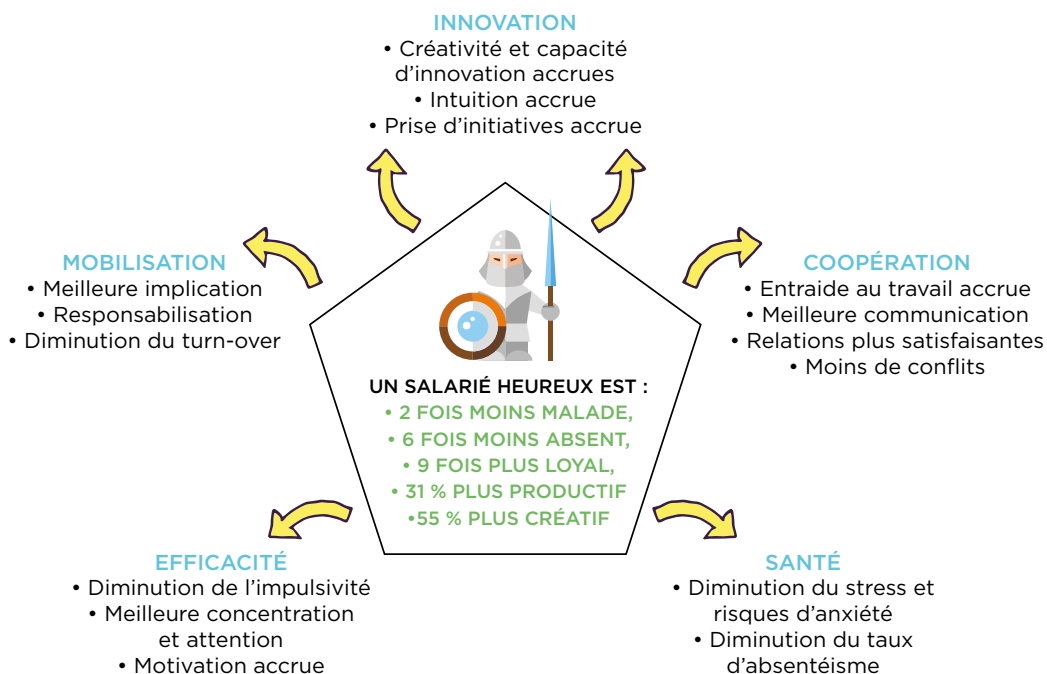 INNOVATION
• Créativité et capacité
d’innovation accrues
• Intuition accrue
• Prise d’initiatives accrue
MOBILISATION
• Meilleure implication
• Responsabilisation
• Diminution du turn-over
COOPÉRATION
• Entraide au travail accrue
• Meilleure communication
• Relations plus satisfaisantes
• Moins de conflits
UN SALARIÉ HEUREUX EST :
• 2 FOIS MOINS MALADE,
• 6 FOIS MOINS ABSENT,
• 9 FOIS PLUS LOYAL,
• 31 % PLUS PRODUCTIF
•55 % PLUS CRÉATIF
EFFICACITÉ
• Diminution de l’impulsivité
• Meilleure concentration
et attention
• Motivation accrue
SANTÉ
• Diminution du stress et
risques d’anxiété
• Diminution du taux
d’absentéisme